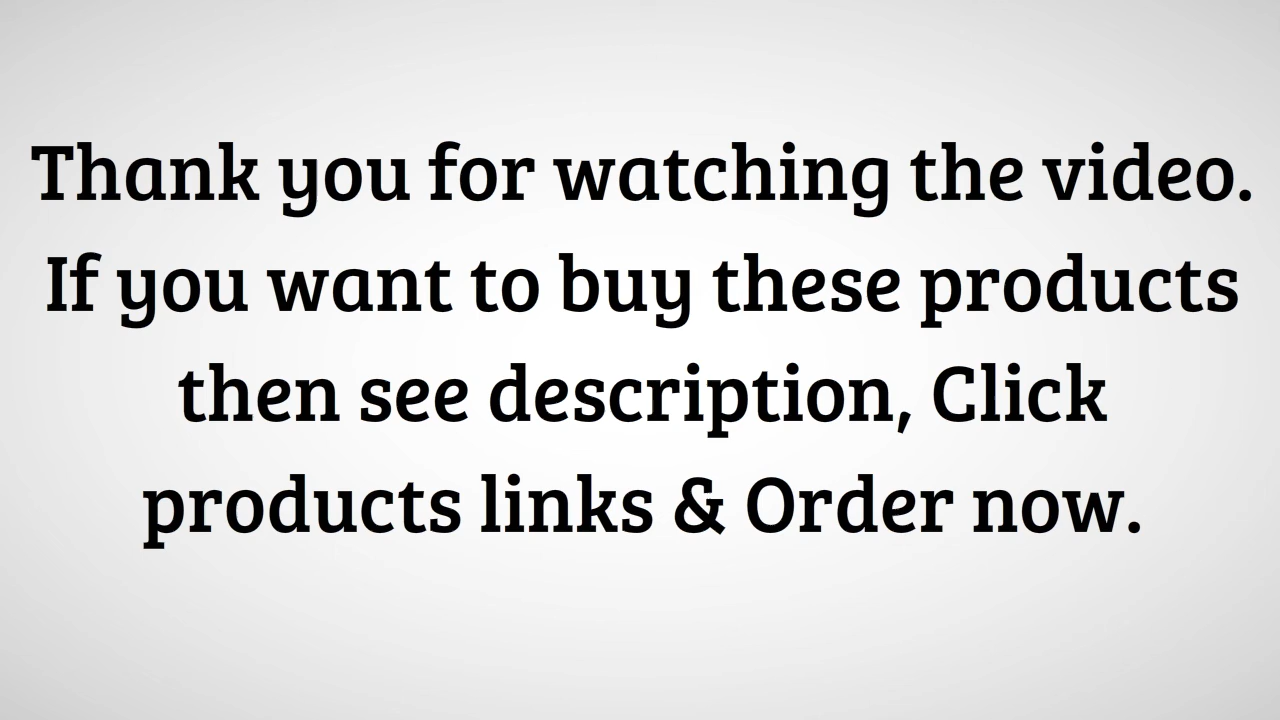 Thank you for watching the video.
If you want to buy these products
then see description, Click
products links & Order now.